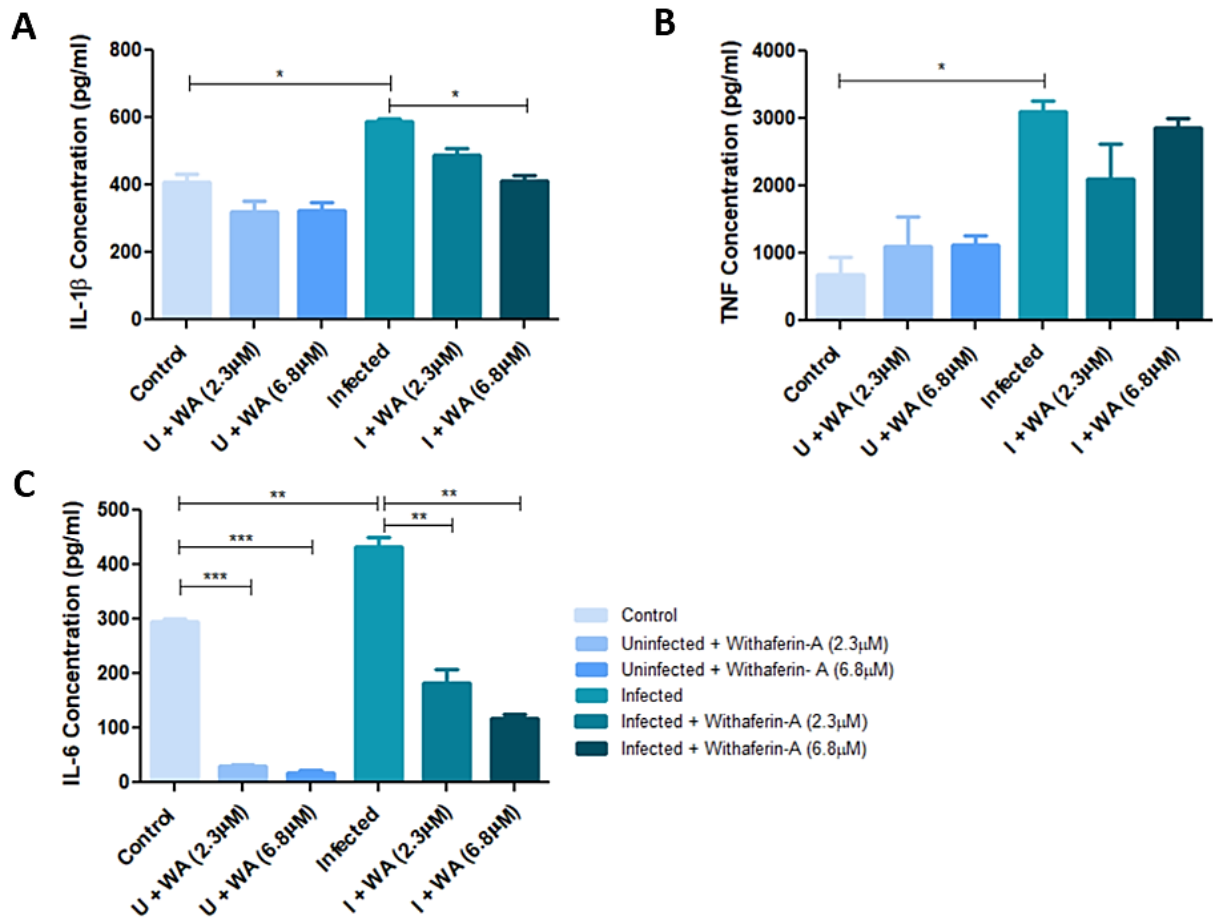 A
IL-1β Concentration (pg/ml)
800
600
400
200
0
*
*
Control
U + WA (2.3µM)
U + WA (6.8µM)
Infected
I + WA (2.3µM)
I + WA (6.8µM)
B
TNF Concentration (pg/ml)
4000
3000
2000
1000
0
*
Control
U + WA (2.3µM)
U + WA (6.8µM)
Infected
I + WA (2.3µM)
I + WA (6.8µM)
C
IL-6 Concentration (pg/ml)
500
400
300
200
100
0
**
**
**
***
***
Control
U + WA (2.3µM)
U + WA (6.8µM)
Infected
I + WA (2.3µM)
I + WA (6.8µM)
Control
Uninfected + Withaferin-A (2.3µM)
Uninfected + Withaferin- A (6.8µM)
Infected
Infected + Withaferin-A (2.3µM)
Infected + Withaferin-A (6.8µM)